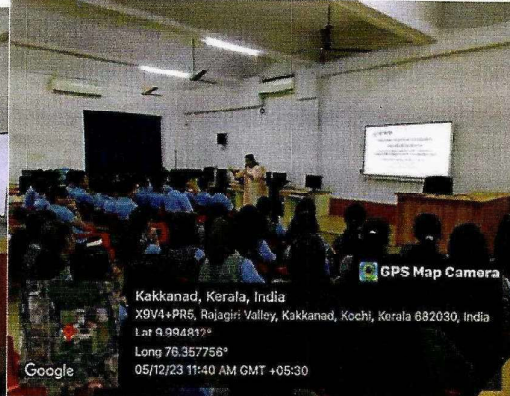 GPS Map Camera
Kakkanad, Kerala, India
X9V4+PR5, Rajagiri Valley, Kakkanad, Kochi, Kerala 682030, India
Lat 9.994812°
Long 76.357756°
05/12/23 11:40 AM GMT +05:30
Google